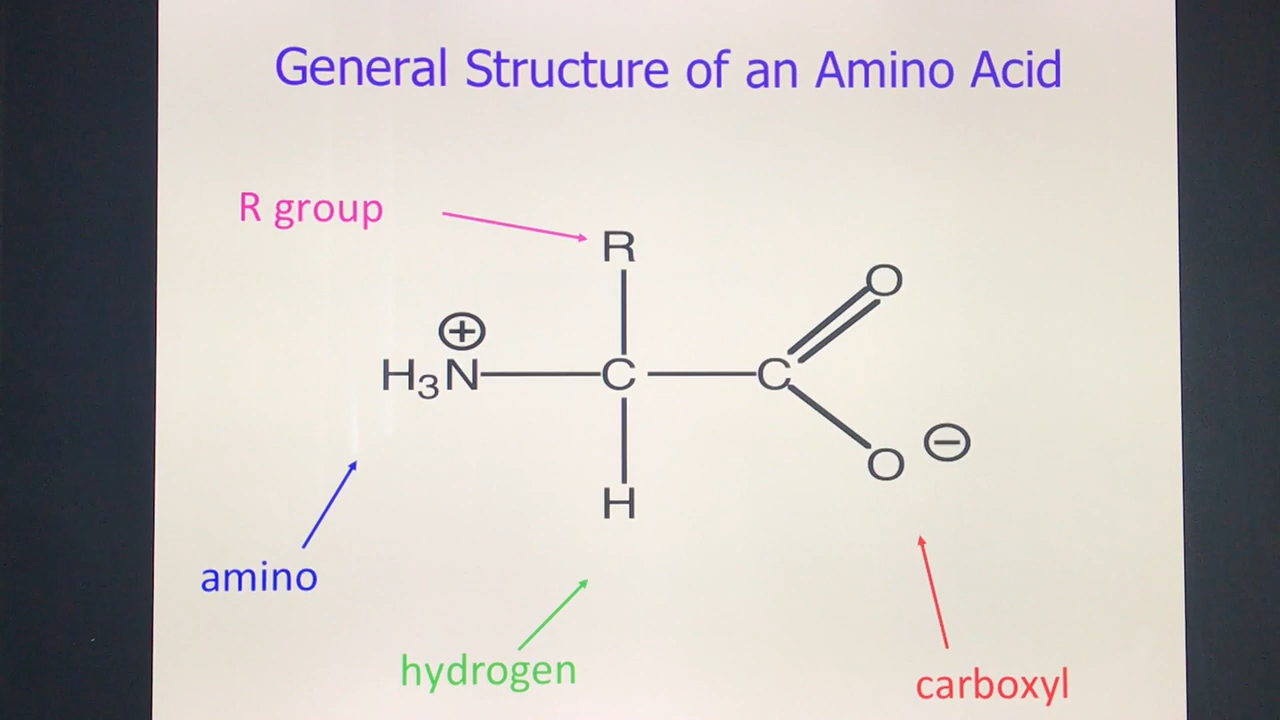 General Structure of an Amino Acid
R group
R
O
⊕
H₃N C C
O ⊖
H
amino
hydrogen
carboxyl